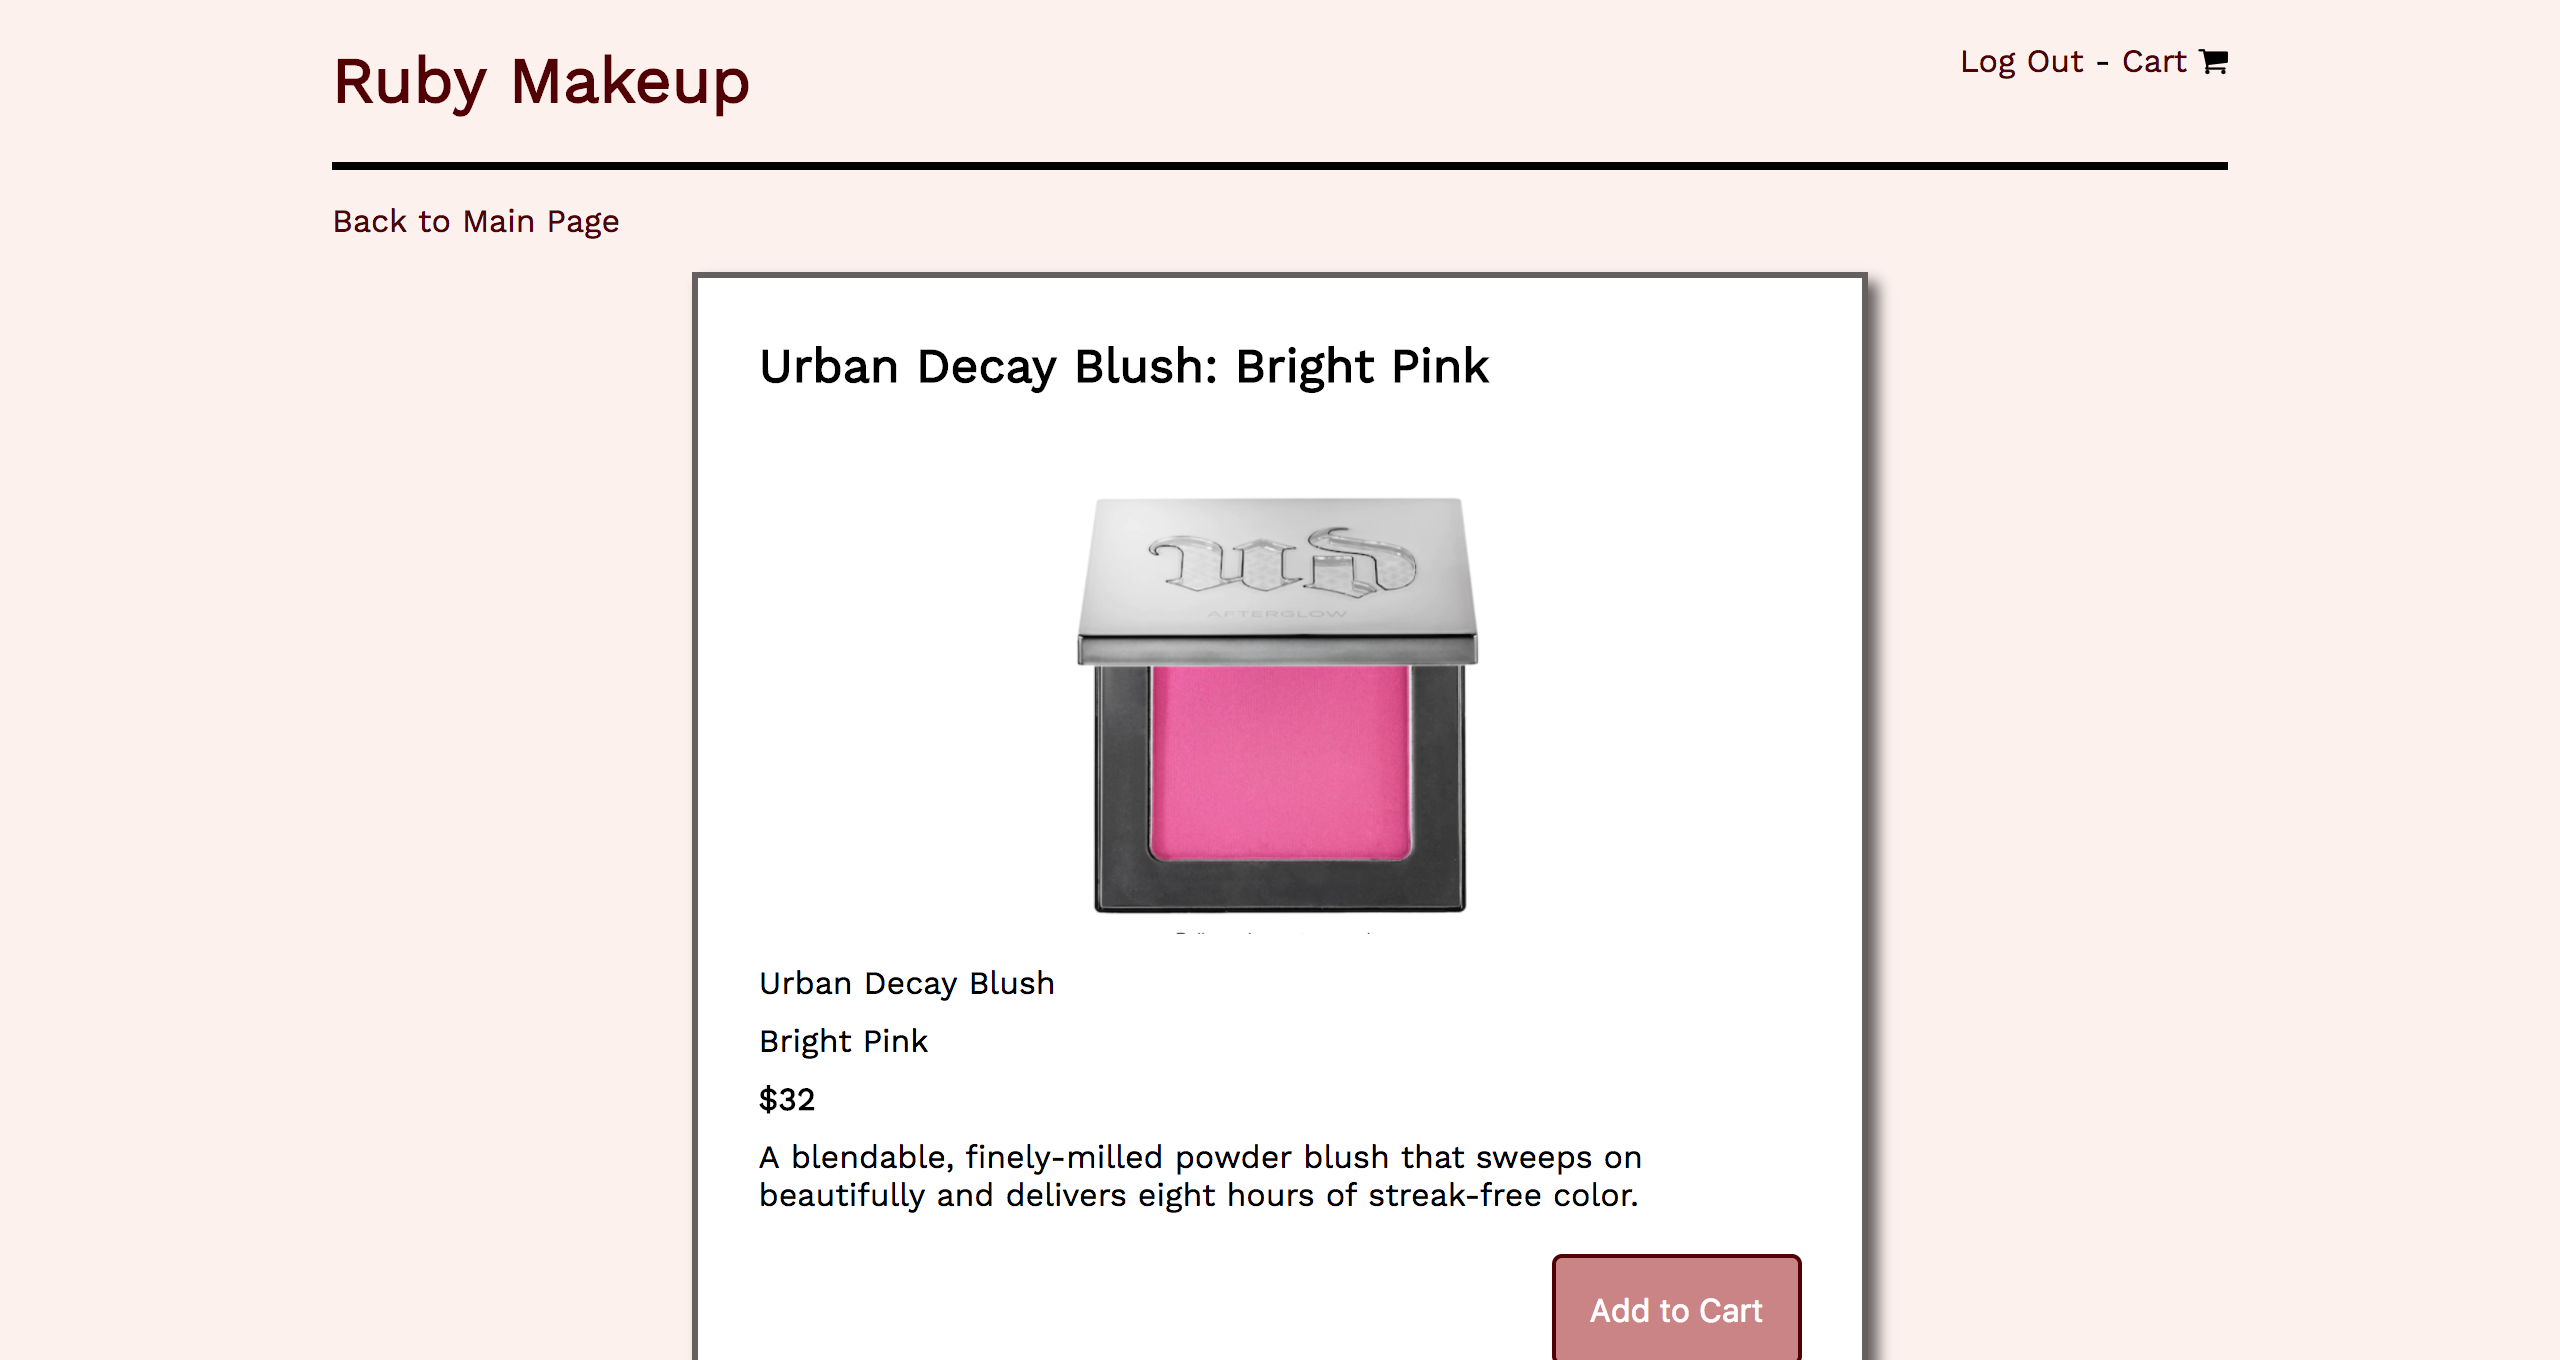 Ruby Makeup
Log Out - Cart
Back to Main Page
Urban Decay Blush: Bright Pink
UD
AFTERGLOW
Urban Decay Blush
Bright Pink
$32
A blendable, finely-milled powder blush that sweeps on
beautifully and delivers eight hours of streak-free color.
Add to Cart